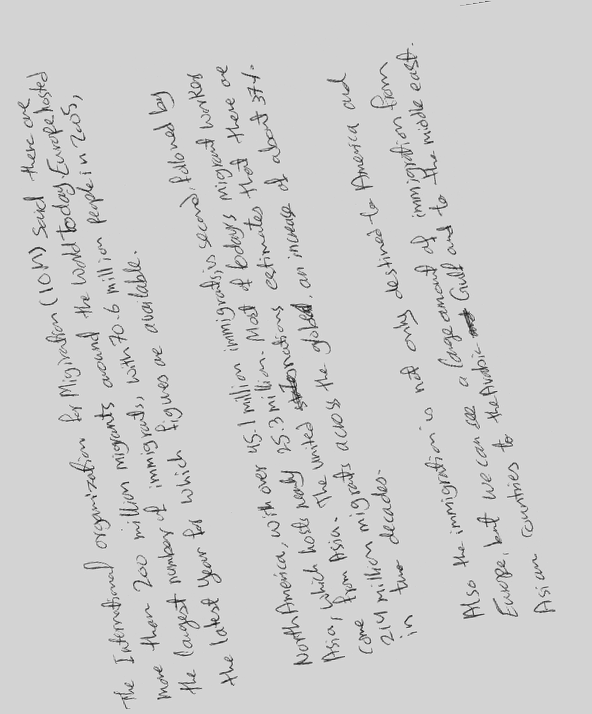 The International organization for Migration (IOM) said there are
more than 200 million migrants around the world today. Europe hosted
the largest number of immigrants, with 70.6 million people in 2005,
the latest year for which figures are available.
North America, with over 45.1 million immigrants, is second, followed by
Asia, which hosts nearly 25.3 million. Most of today's migrant workers
come from Asia. The united nations estimates that there are
214 million migrants across the globe, an increase of about 37%
in two decades.
Also the immigration is not only destined to America and
Europe, but we can see a large amount of immigration from
Asian countries to the Arabic Gulf and to the middle east.